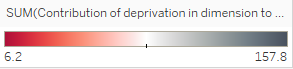 SUM(Contribution of deprivation in dimension to ...
6.2 157.8